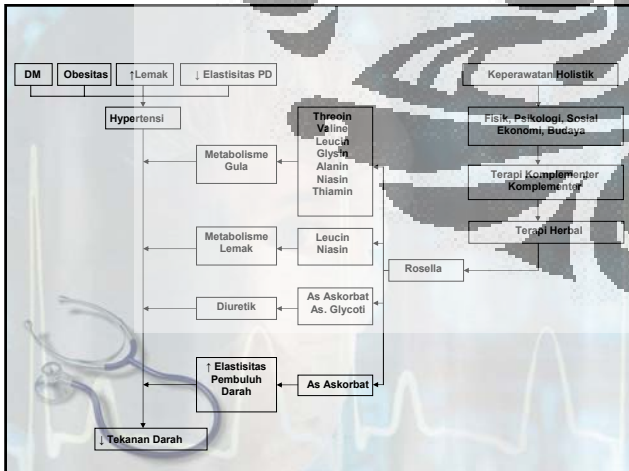 DM
Obesitas
↑Lemak
↓ Elastisitas PD
Keperawatan Holistik
Hypertensi
Fisik, Psikologi, Sosial
Ekonomi, Budaya
Threoin
Valine
Leucin
Glysin
Alanin
Niasin
Thiamin
Metabolisme
Gula
Terapi Komplementer
Komplementer
Metabolisme
Lemak
Leucin
Niasin
Terapi Herbal
Rosella
Diuretik
As Askorbat
As. Glycoti
↑ Elastisitas
Pembuluh
Darah
As Askorbat
↓ Tekanan Darah